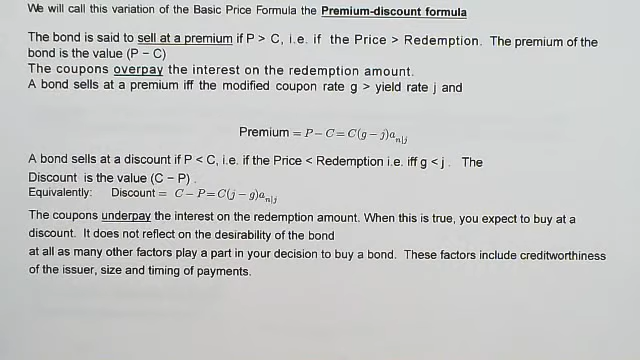 We will call this variation of the Basic Price Formula the Premium-discount formula
The bond is said to sell at a premium if P > C, i.e. if the Price > Redemption. The premium of the
bond is the value (P − C)
The coupons overpay the interest on the redemption amount.
A bond sells at a premium iff the modified coupon rate g > yield rate j and
Premium = P − C = C(g − j)a_{n|j}
A bond sells at a discount if P < C, i.e. if the Price < Redemption i.e. iff g < j . The
Discount is the value (C − P) .
Equivalently: Discount = C − P = C(j − g)a_{n|j}
The coupons underpay the interest on the redemption amount. When this is true, you expect to buy at a
discount. It does not reflect on the desirability of the bond
at all as many other factors play a part in your decision to buy a bond. These factors include creditworthiness
of the issuer, size and timing of payments.